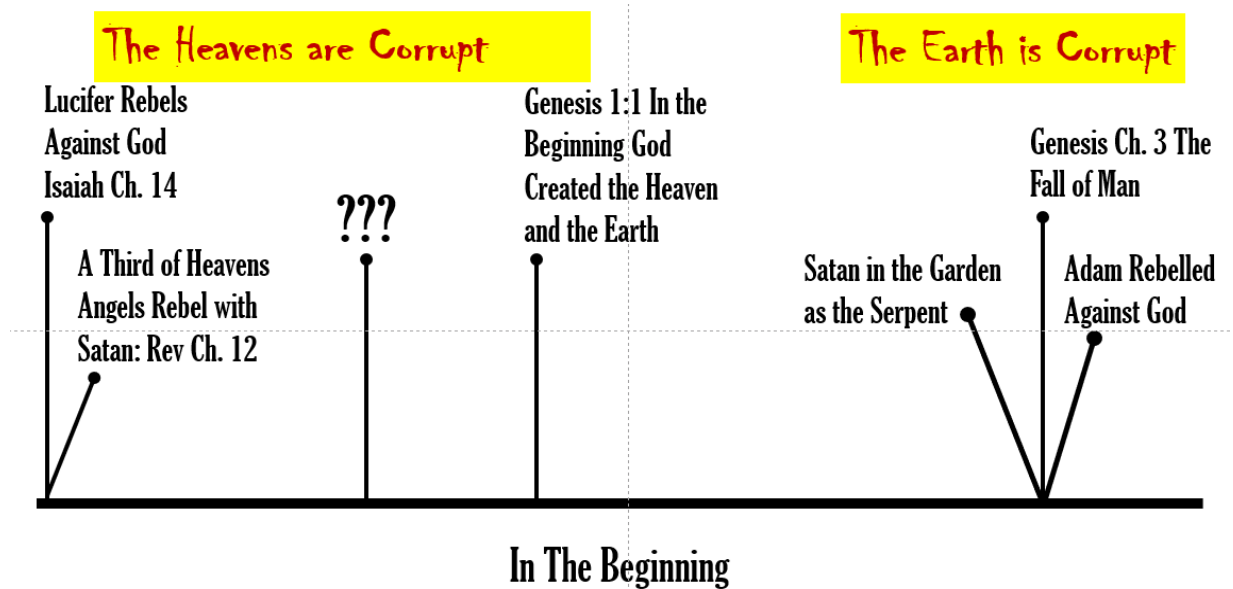 The Heavens are Corrupt
The Earth is Corrupt
Lucifer Rebels
Against God
Isaiah Ch. 14
A Third of Heavens
Angels Rebel with
Satan: Rev Ch. 12
???
Genesis 1:1 In the
Beginning God
Created the Heaven
and the Earth
Satan in the Garden
as the Serpent
Genesis Ch. 3 The
Fall of Man
Adam Rebelled
Against God
In The Beginning